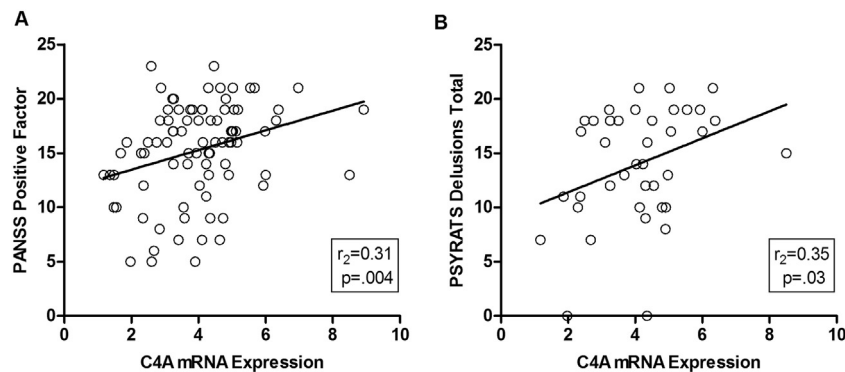 A
B
PANSS Positive Factor
25
20
15
10
5
0
0 2 4 6 8 10
C4A mRNA Expression
r₂=0.31
p=.004
PSYRATS Delusions Total
25
20
15
10
5
0
0 2 4 6 8 10
C4A mRNA Expression
r₂=0.35
p=.03